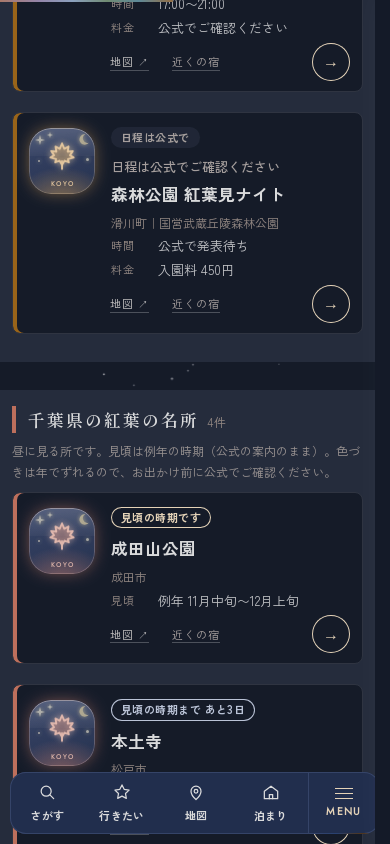 時間 17:00〜21:00
料金 公式でご確認ください
地図 ↗ 近くの宿
→
日程は公式で
KOYO
日程は公式でご確認ください
森林公園 紅葉見ナイト
滑川町｜国営武蔵丘陵森林公園
時間 公式で発表待ち
料金 入園料 450円
地図 ↗ 近くの宿
→
千葉県の紅葉の名所 4件
昼に見る所です。見頃は例年の時期（公式の案内のまま）。色づ
きは年でずれるので、お出かけ前に公式でご確認ください。
見頃の時期です
KOYO
成田山公園
成田市
見頃 例年 11月中旬〜12月上旬
地図 ↗ 近くの宿
→
見頃の時期まで あと3日
KOYO
本土寺
松戸市
さがす 行きたい 地図 泊まり MENU